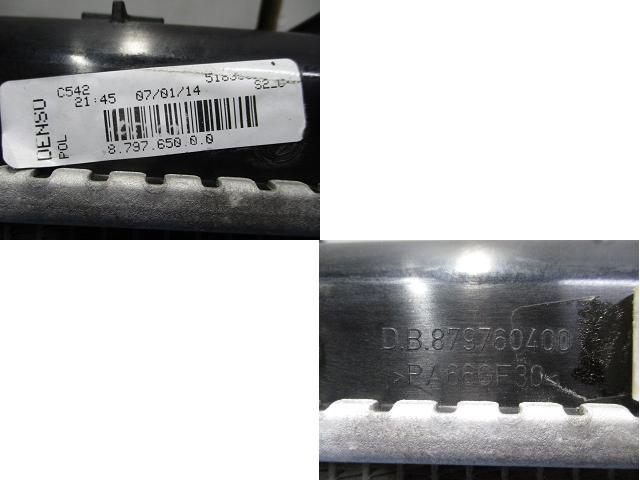 DENSO
POL
C542
21:45 07/01/14
8.797.650.0.0
D.B.879760400
>PA66GF30<